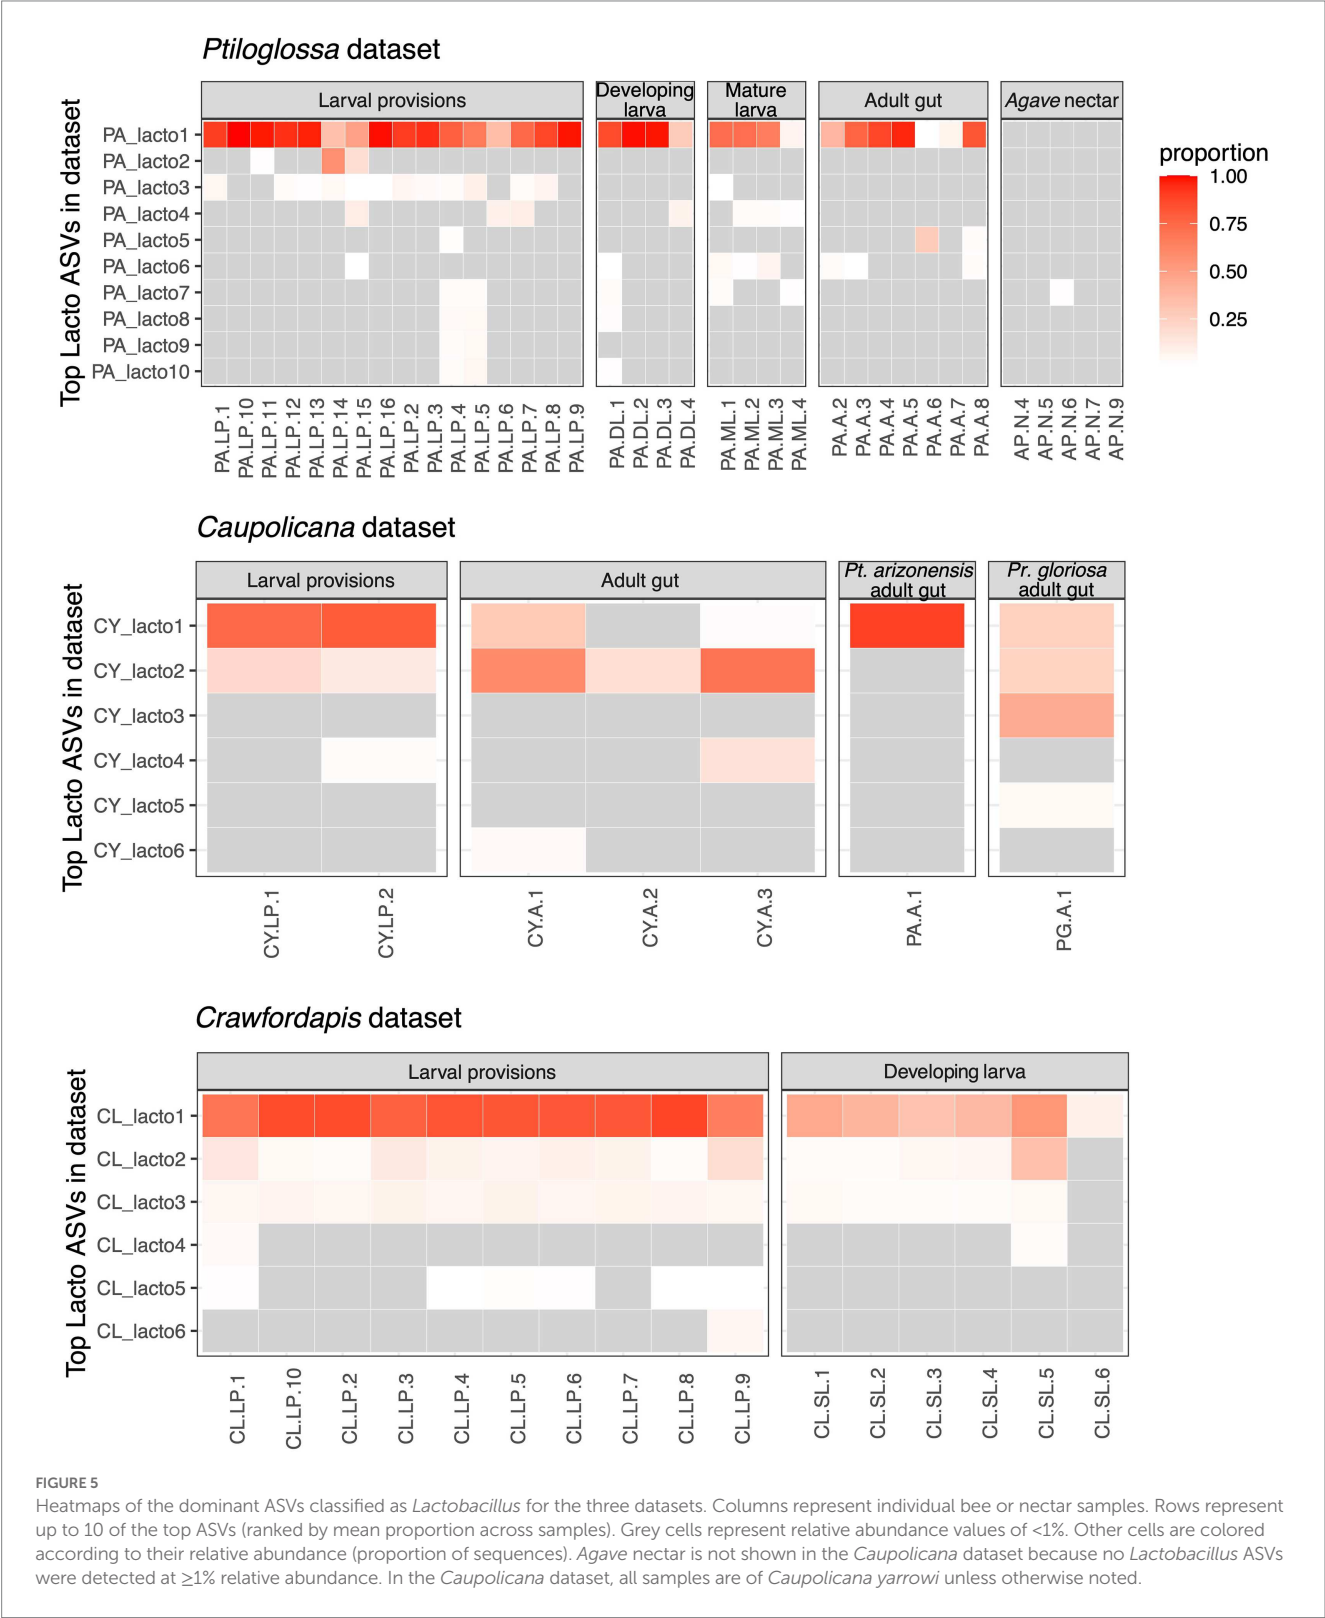 Ptiloglossa dataset
Larval provisions
Developing
larva
Mature
larva
Adult gut
Agave nectar
Top Lacto ASVs in dataset
PA_lacto1
PA_lacto2
PA_lacto3
PA_lacto4
PA_lacto5
PA_lacto6
PA_lacto7
PA_lacto8
PA_lacto9
PA_lacto10
PA.LP.1
PA.LP.10
PA.LP.11
PA.LP.12
PA.LP.13
PA.LP.14
PA.LP.15
PA.LP.16
PA.LP.2
PA.LP.3
PA.LP.4
PA.LP.5
PA.LP.6
PA.LP.7
PA.LP.8
PA.LP.9
PA.DL.1
PA.DL.2
PA.DL.3
PA.DL.4
PA.ML.1
PA.ML.2
PA.ML.3
PA.ML.4
PA.A.2
PA.A.3
PA.A.4
PA.A.5
PA.A.6
PA.A.7
PA.A.8
AP.N.4
AP.N.5
AP.N.6
AP.N.7
AP.N.9
proportion
1.00
0.75
0.50
0.25
Caupolicana dataset
Larval provisions
Adult gut
Pt. arizonensis
adult gut
Pr. gloriosa
adult gut
Top Lacto ASVs in dataset
CY_lacto1
CY_lacto2
CY_lacto3
CY_lacto4
CY_lacto5
CY_lacto6
CY.LP.1
CY.LP.2
CY.A.1
CY.A.2
CY.A.3
PA.A.1
PG.A.1
Crawfordapis dataset
Larval provisions
Developing larva
Top Lacto ASVs in dataset
CL_lacto1
CL_lacto2
CL_lacto3
CL_lacto4
CL_lacto5
CL_lacto6
CL.LP.1
CL.LP.10
CL.LP.2
CL.LP.3
CL.LP.4
CL.LP.5
CL.LP.6
CL.LP.7
CL.LP.8
CL.LP.9
CL.SL.1
CL.SL.2
CL.SL.3
CL.SL.4
CL.SL.5
CL.SL.6
FIGURE 5
Heatmaps of the dominant ASVs classified as Lactobacillus for the three datasets. Columns represent individual bee or nectar samples. Rows represent
up to 10 of the top ASVs (ranked by mean proportion across samples). Grey cells represent relative abundance values of <1%. Other cells are colored
according to their relative abundance (proportion of sequences). Agave nectar is not shown in the Caupolicana dataset because no Lactobacillus ASVs
were detected at ≥1% relative abundance. In the Caupolicana dataset, all samples are of Caupolicana yarrowi unless otherwise noted.